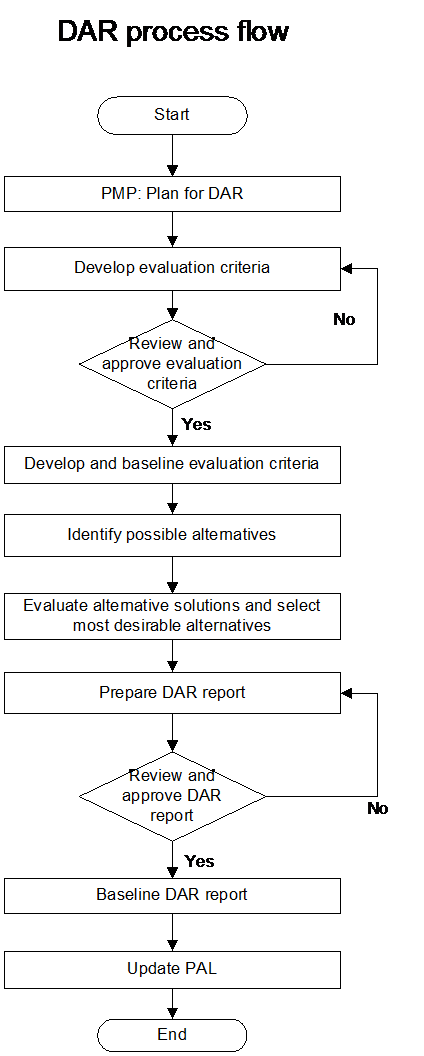 DAR process flow
Start
PMP: Plan for DAR
Develop evaluation criteria
No
Review and
approve evaluation
criteria
Yes
Develop and baseline evaluation criteria
Identify possible alternatives
Evaluate alternative solutions and select
most desirable alternatives
Prepare DAR report
Review and
approve DAR
report
No
Yes
Baseline DAR report
Update PAL
End